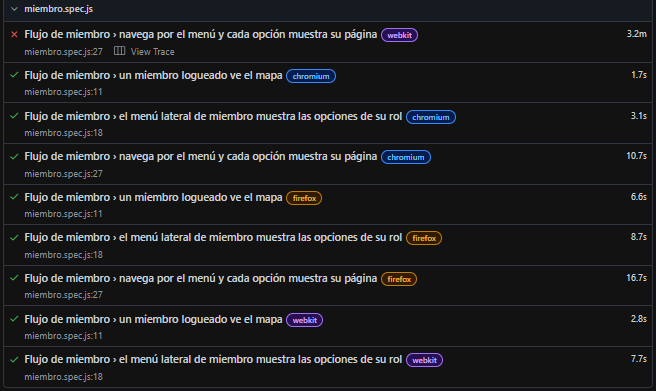 miembro.spec.js
Flujo de miembro › navega por el menú y cada opción muestra su página webkit 3.2m
miembro.spec.js:27 View Trace
Flujo de miembro › un miembro logueado ve el mapa chromium 1.7s
miembro.spec.js:11
Flujo de miembro › el menú lateral de miembro muestra las opciones de su rol chromium 3.1s
miembro.spec.js:18
Flujo de miembro › navega por el menú y cada opción muestra su página chromium 10.7s
miembro.spec.js:27
Flujo de miembro › un miembro logueado ve el mapa firefox 6.6s
miembro.spec.js:11
Flujo de miembro › el menú lateral de miembro muestra las opciones de su rol firefox 8.7s
miembro.spec.js:18
Flujo de miembro › navega por el menú y cada opción muestra su página firefox 16.7s
miembro.spec.js:27
Flujo de miembro › un miembro logueado ve el mapa webkit 2.8s
miembro.spec.js:11
Flujo de miembro › el menú lateral de miembro muestra las opciones de su rol webkit 7.7s
miembro.spec.js:18